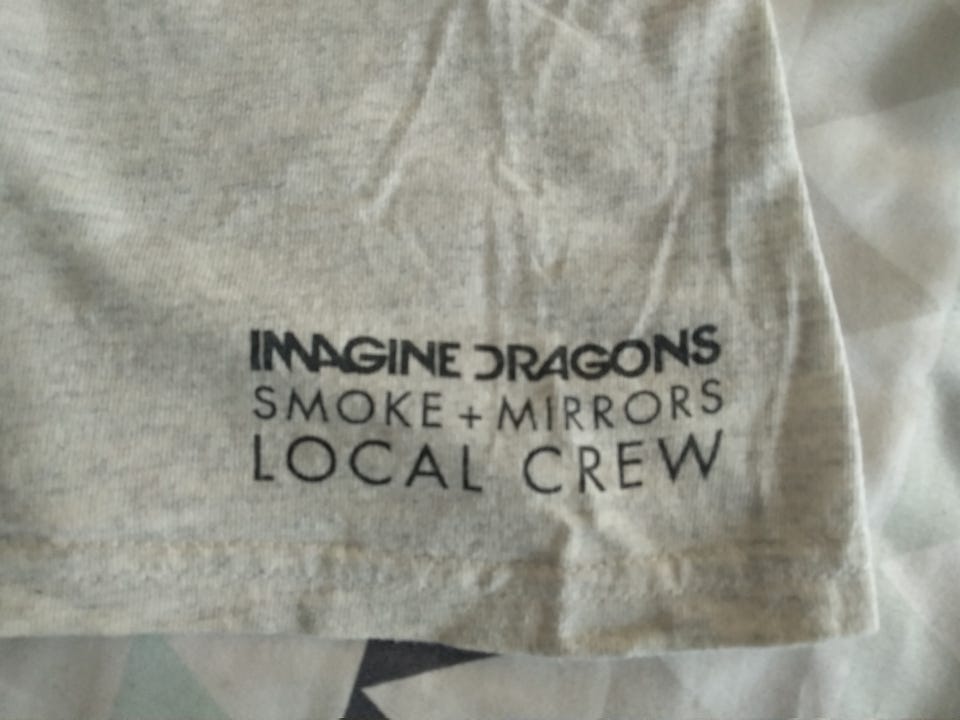 IMAGINE DRAGONS
SMOKE + MIRRORS
LOCAL CREW